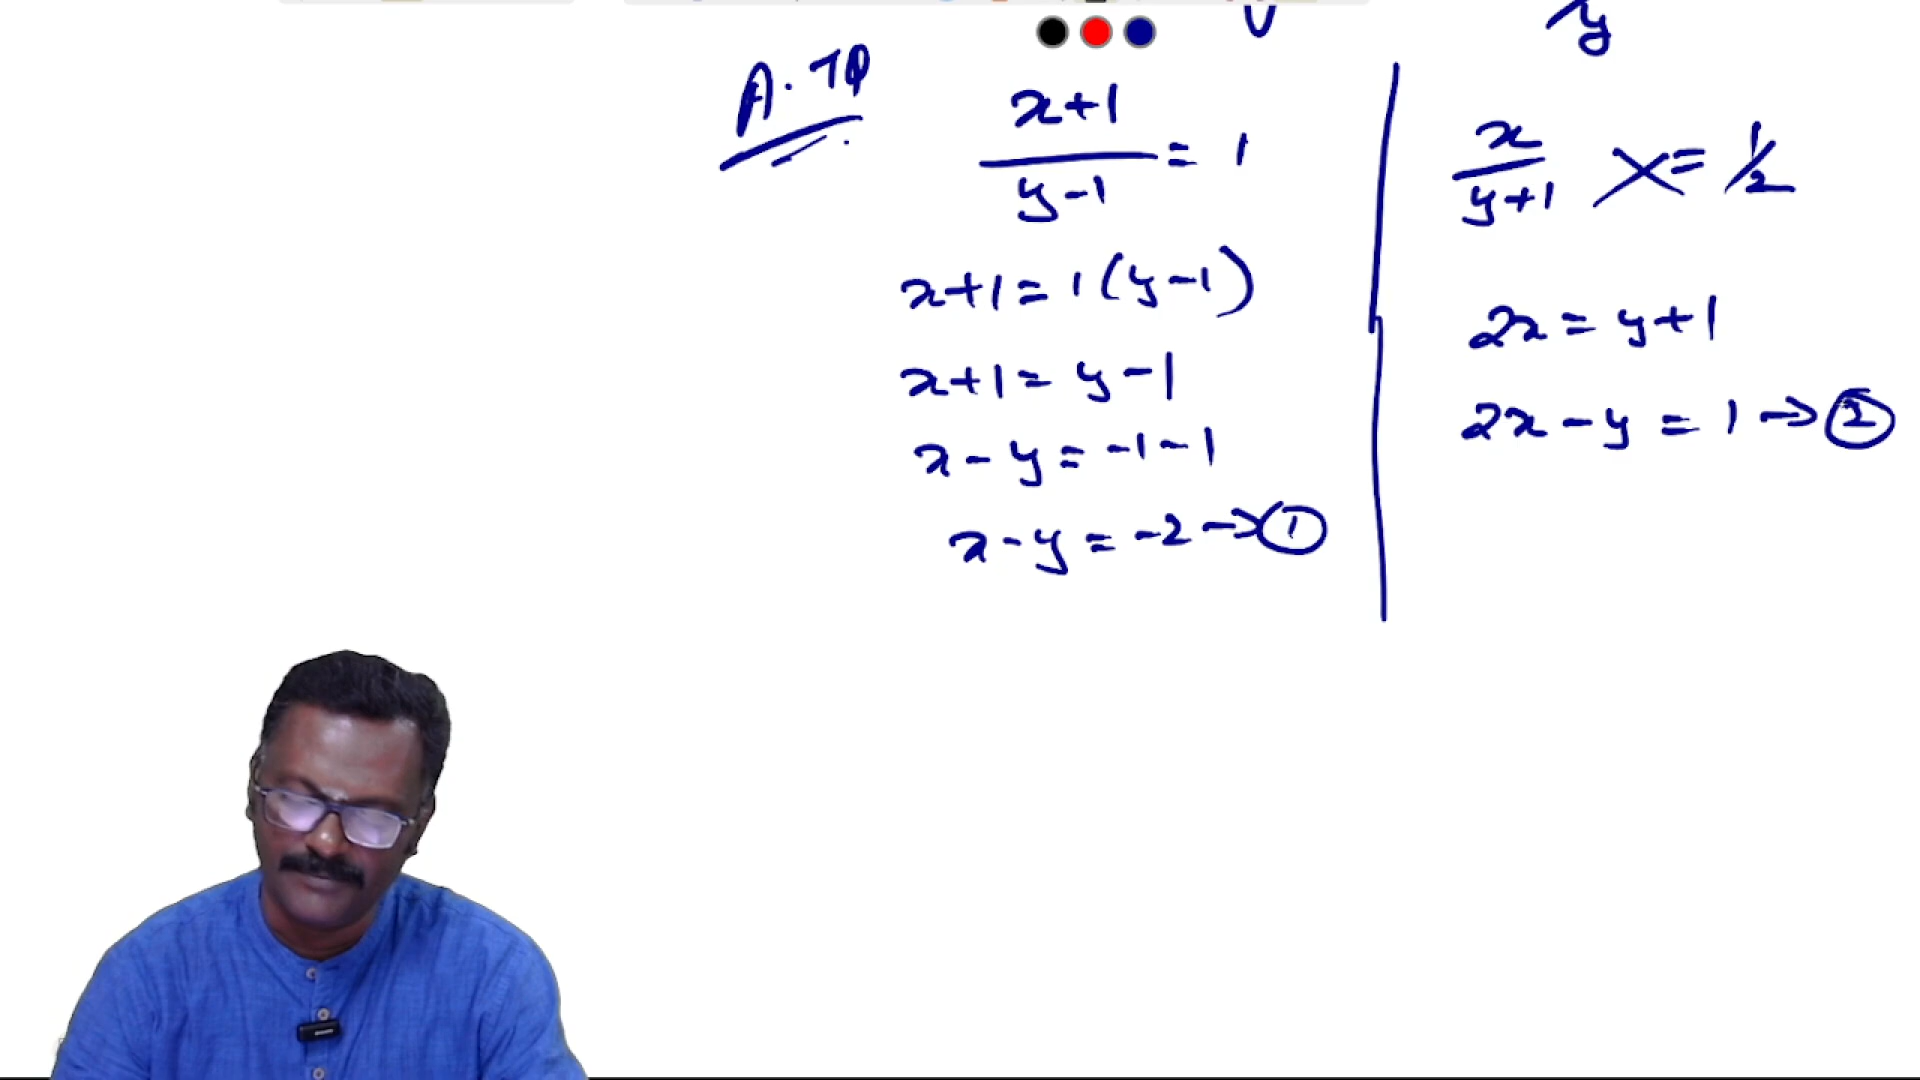 y
A.TQ
x+1
y-1 = 1
x+1 = 1(y-1)
x+1 = y-1
x-y = -1-1
x-y = -2 → ①
x
y+1 = 1/2
2x = y+1
2x-y = 1 → ②